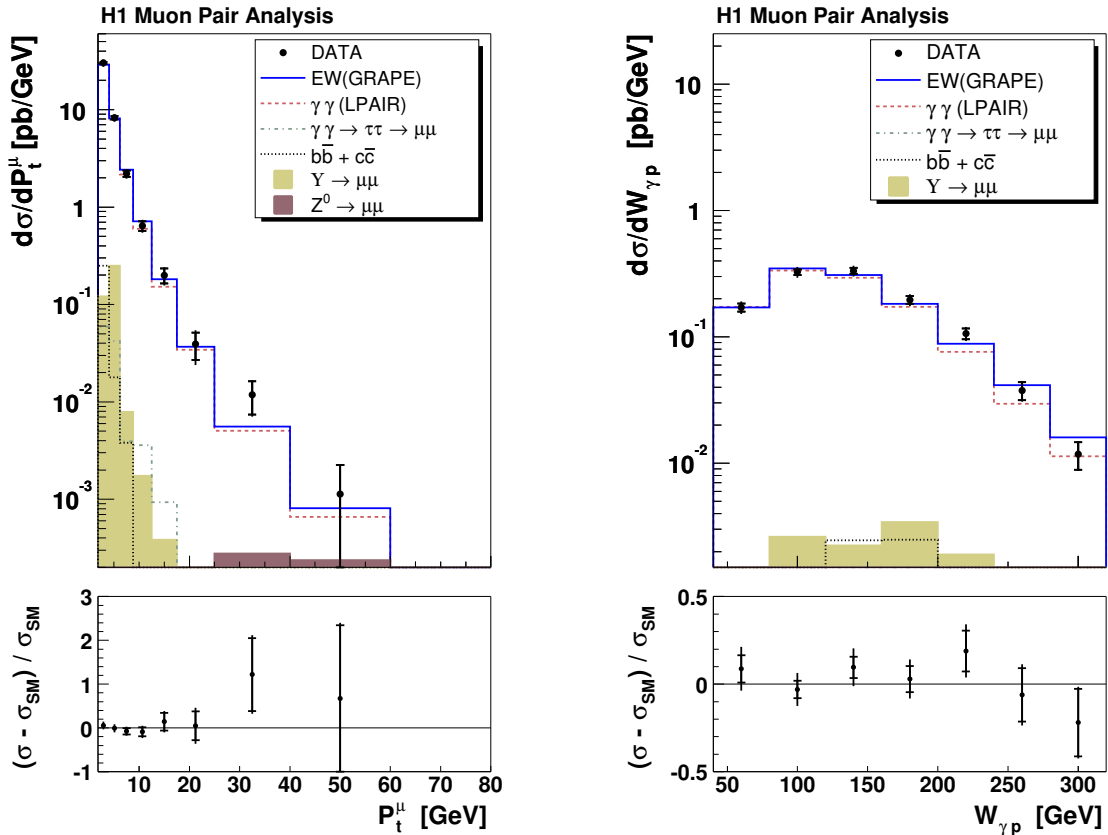 H1 Muon Pair Analysis
dσ/dP_t^μ [pb/GeV]
DATA
EW(GRAPE)
γ γ (LPAIR)
γ γ → ττ → μμ
bb̅ + cc̅
Υ → μμ
Z⁰ → μμ
10
1
10⁻¹
10⁻²
10⁻³
(σ - σ_SM) / σ_SM
3
2
1
0
-1
10 20 30 40 50 60 70 80
P_t^μ [GeV]
H1 Muon Pair Analysis
dσ/dW_γp [pb/GeV]
DATA
EW(GRAPE)
γ γ (LPAIR)
γ γ → ττ → μμ
bb̅ + cc̅
Υ → μμ
10
1
10⁻¹
10⁻²
(σ - σ_SM) / σ_SM
0.5
0
-0.5
50 100 150 200 250 300
W_γp [GeV]